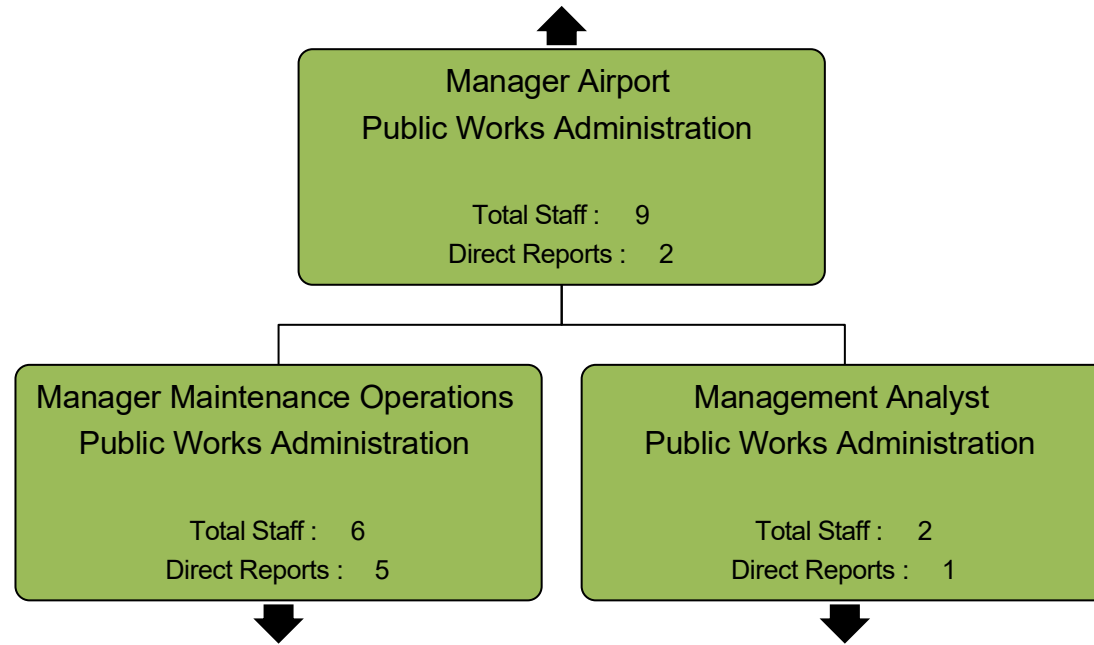 Manager Airport
Public Works Administration
Total Staff : 9
Direct Reports : 2
Manager Maintenance Operations
Public Works Administration
Total Staff : 6
Direct Reports : 5
Management Analyst
Public Works Administration
Total Staff : 2
Direct Reports : 1